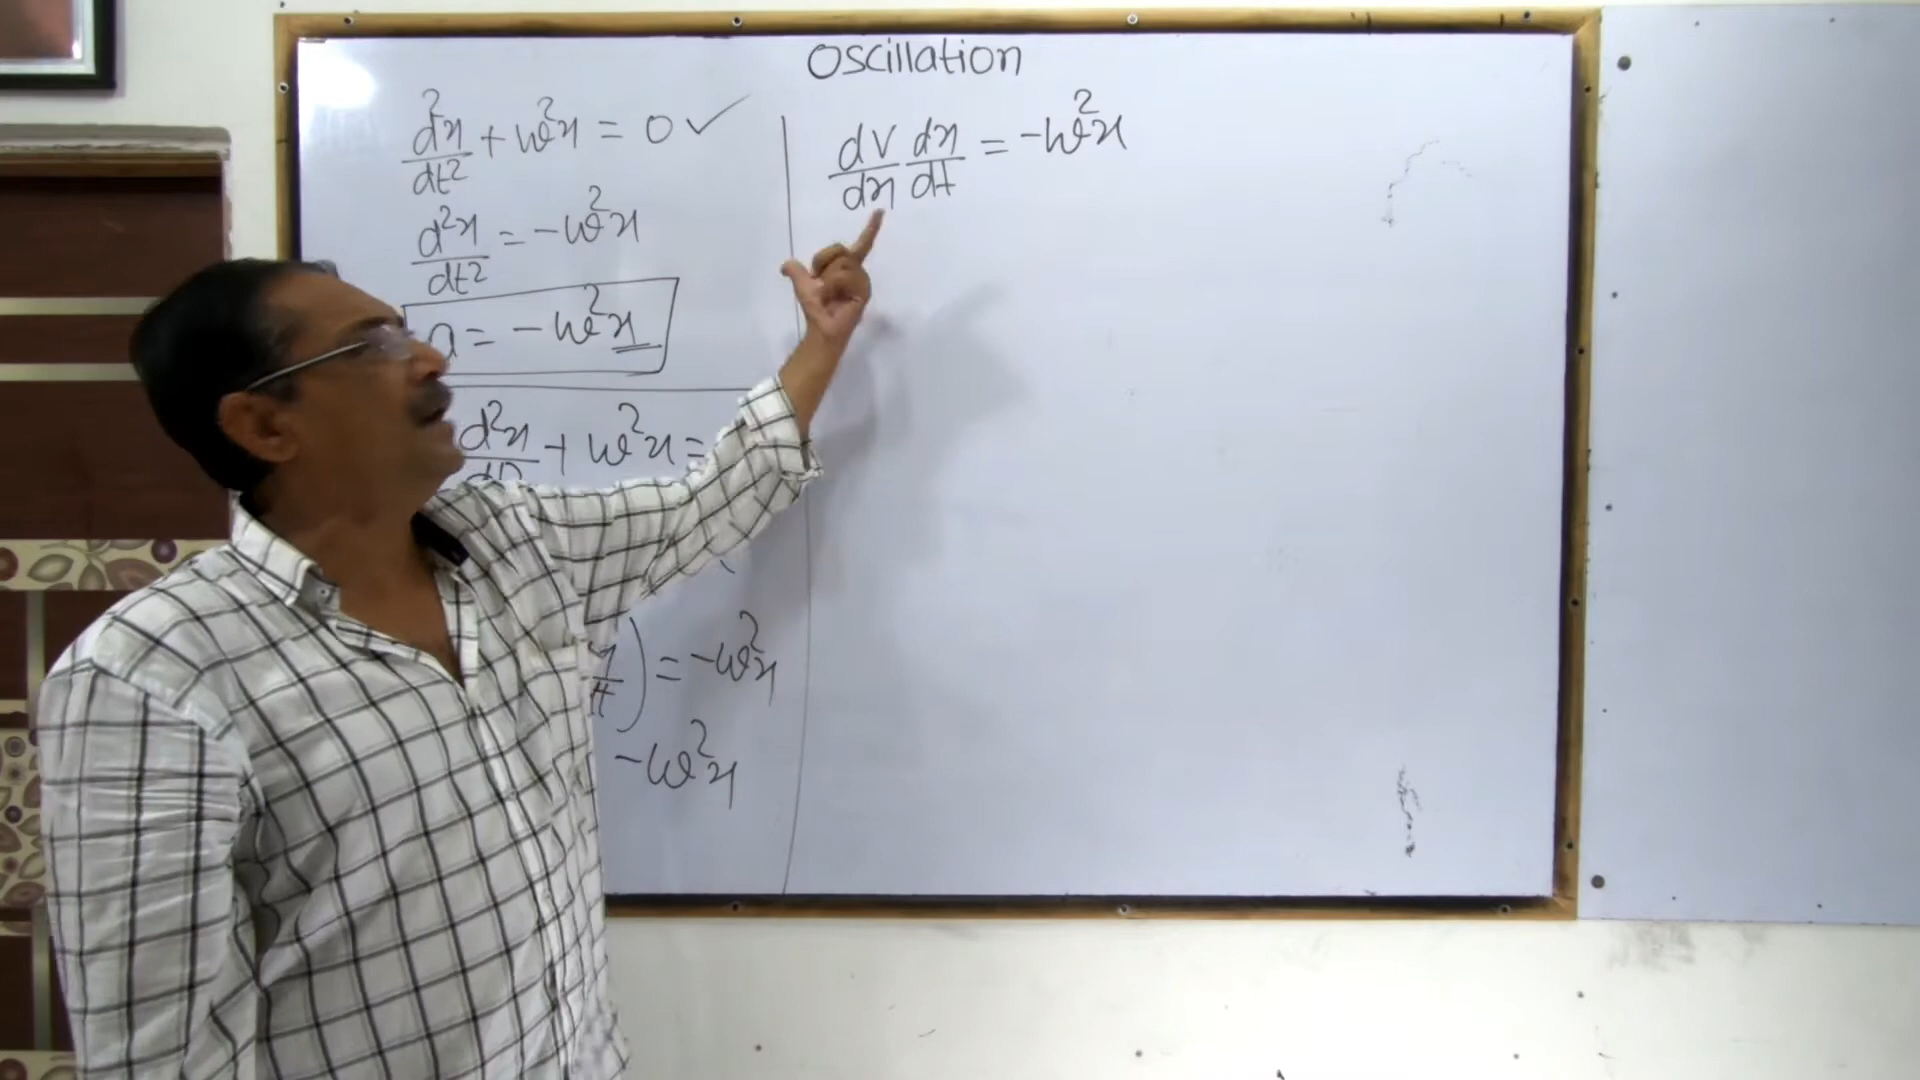 Oscillation
d²x/dt² + ω²x = 0 ✓
d²x/dt² = -ω²x
a = -ω²x
d²x/dt² + ω²x =
) = -ω²x
-ω²x
dv/dx dx/dt = -ω²x